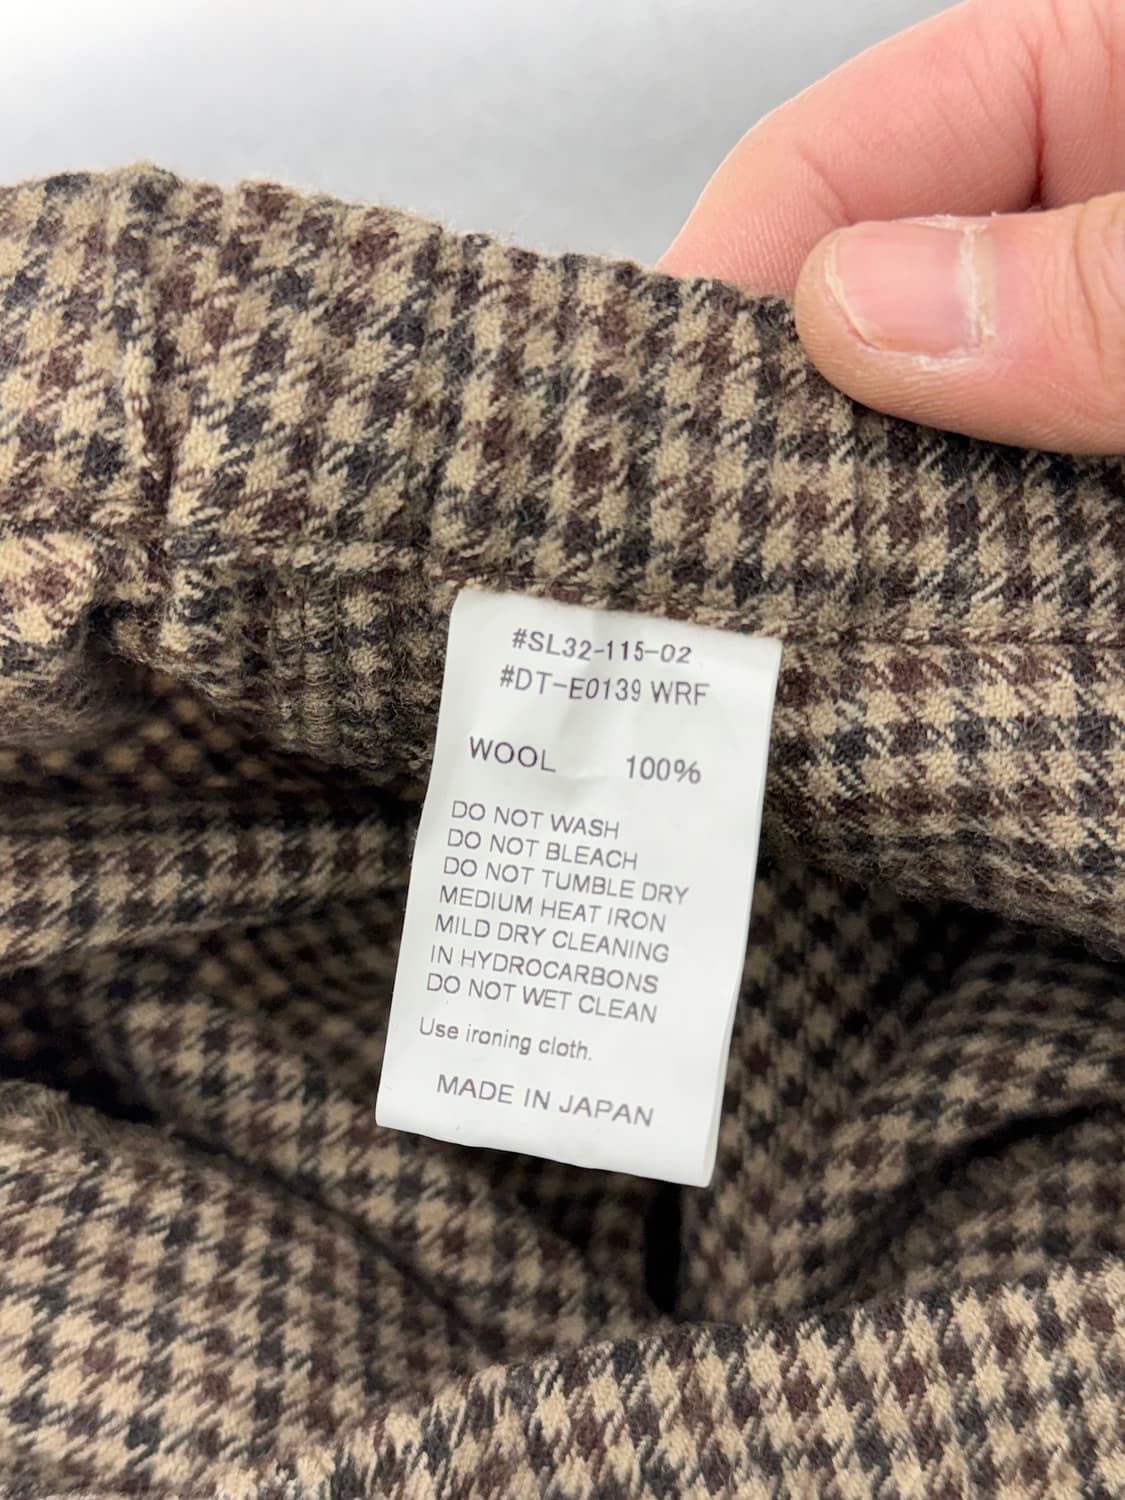 #SL32-115-02
#DT-E0139 WRF
WOOL 100%
DO NOT WASH
DO NOT BLEACH
DO NOT TUMBLE DRY
MEDIUM HEAT IRON
MILD DRY CLEANING
IN HYDROCARBONS
DO NOT WET CLEAN
Use ironing cloth.
MADE IN JAPAN